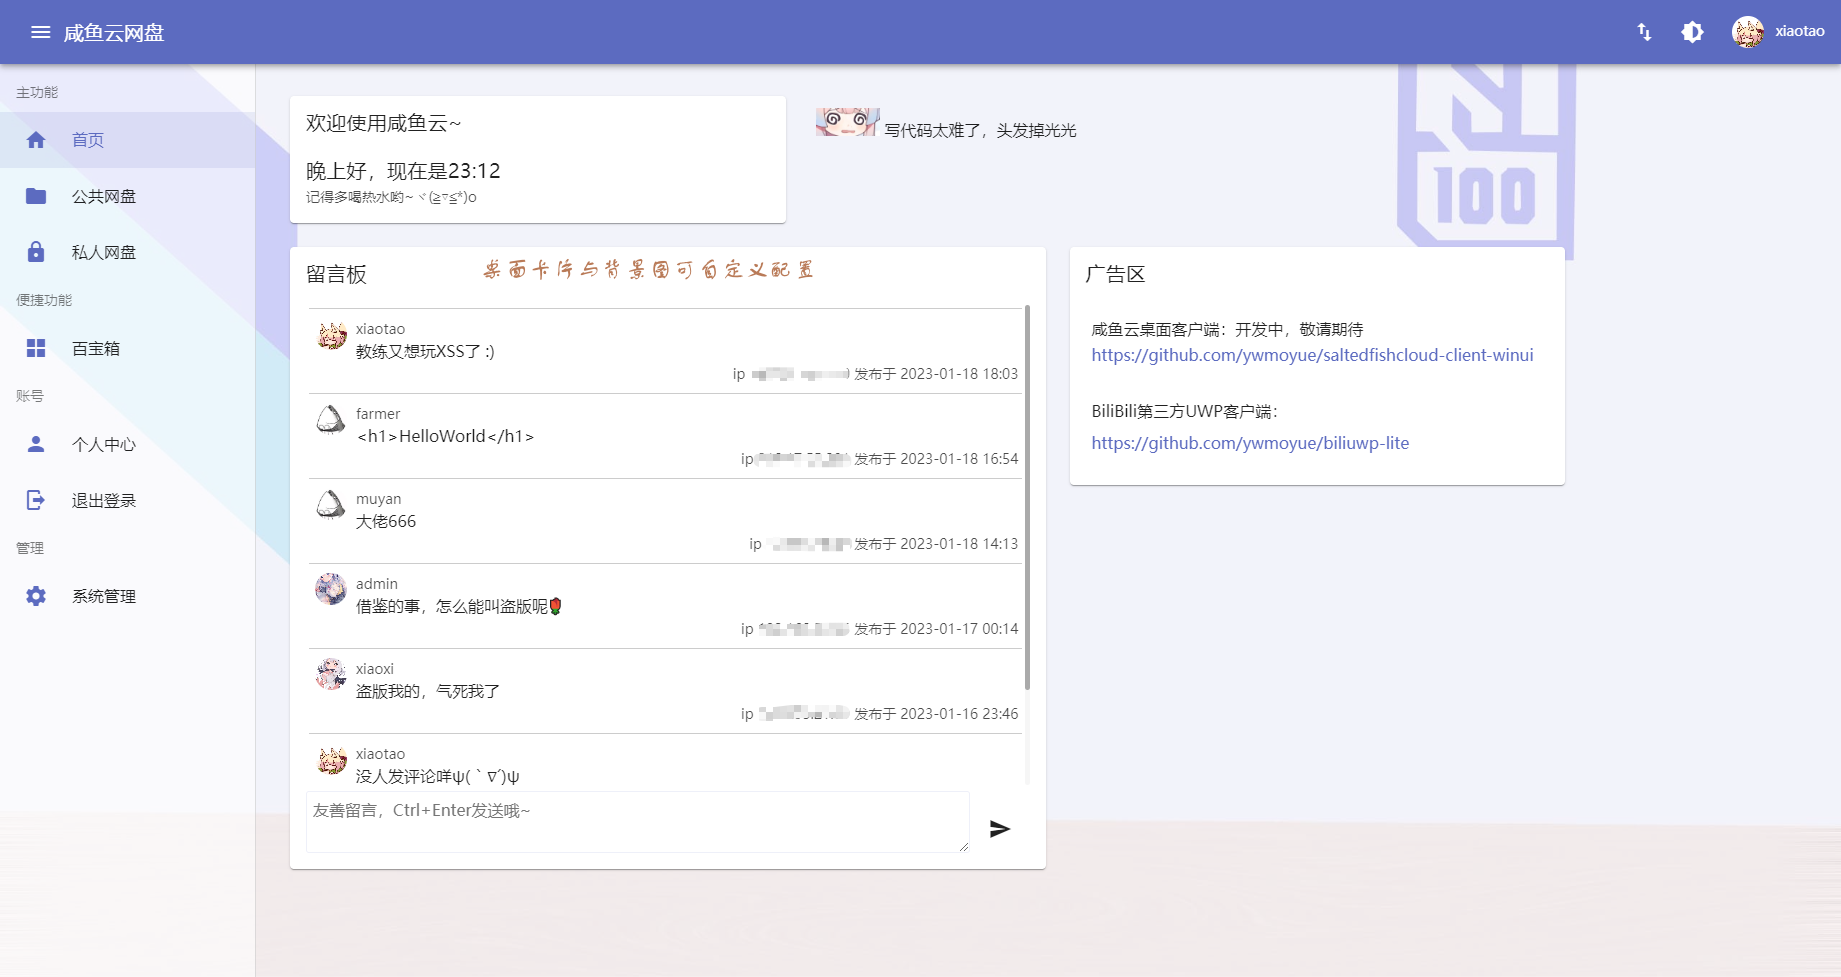 咸鱼云网盘
xiaotao
主功能
首页
公共网盘
私人网盘
便捷功能
百宝箱
账号
个人中心
退出登录
管理
系统管理
欢迎使用咸鱼云~
晚上好，现在是23:12
记得多喝热水哟~ヾ(≧▽≦*)o
写代码太难了，头发掉光光
100
留言板
桌面卡片与背景图可自定义配置
xiaotao
教练又想玩XSS了 :)
ip 发布于 2023-01-18 18:03
farmer
<h1>HelloWorld</h1>
ip 发布于 2023-01-18 16:54
muyan
大佬666
ip 发布于 2023-01-18 14:13
admin
借鉴的事，怎么能叫盗版呢🌹
ip 发布于 2023-01-17 00:14
xiaoxi
盗版我的，气死我了
ip 发布于 2023-01-16 23:46
xiaotao
没人发评论咩ψ(｀∇´)ψ
友善留言，Ctrl+Enter发送哦~
广告区
咸鱼云桌面客户端：开发中，敬请期待
https://github.com/ywmoyue/saltedfishcloud-client-winui
BiliBili第三方UWP客户端：
https://github.com/ywmoyue/biliuwp-lite